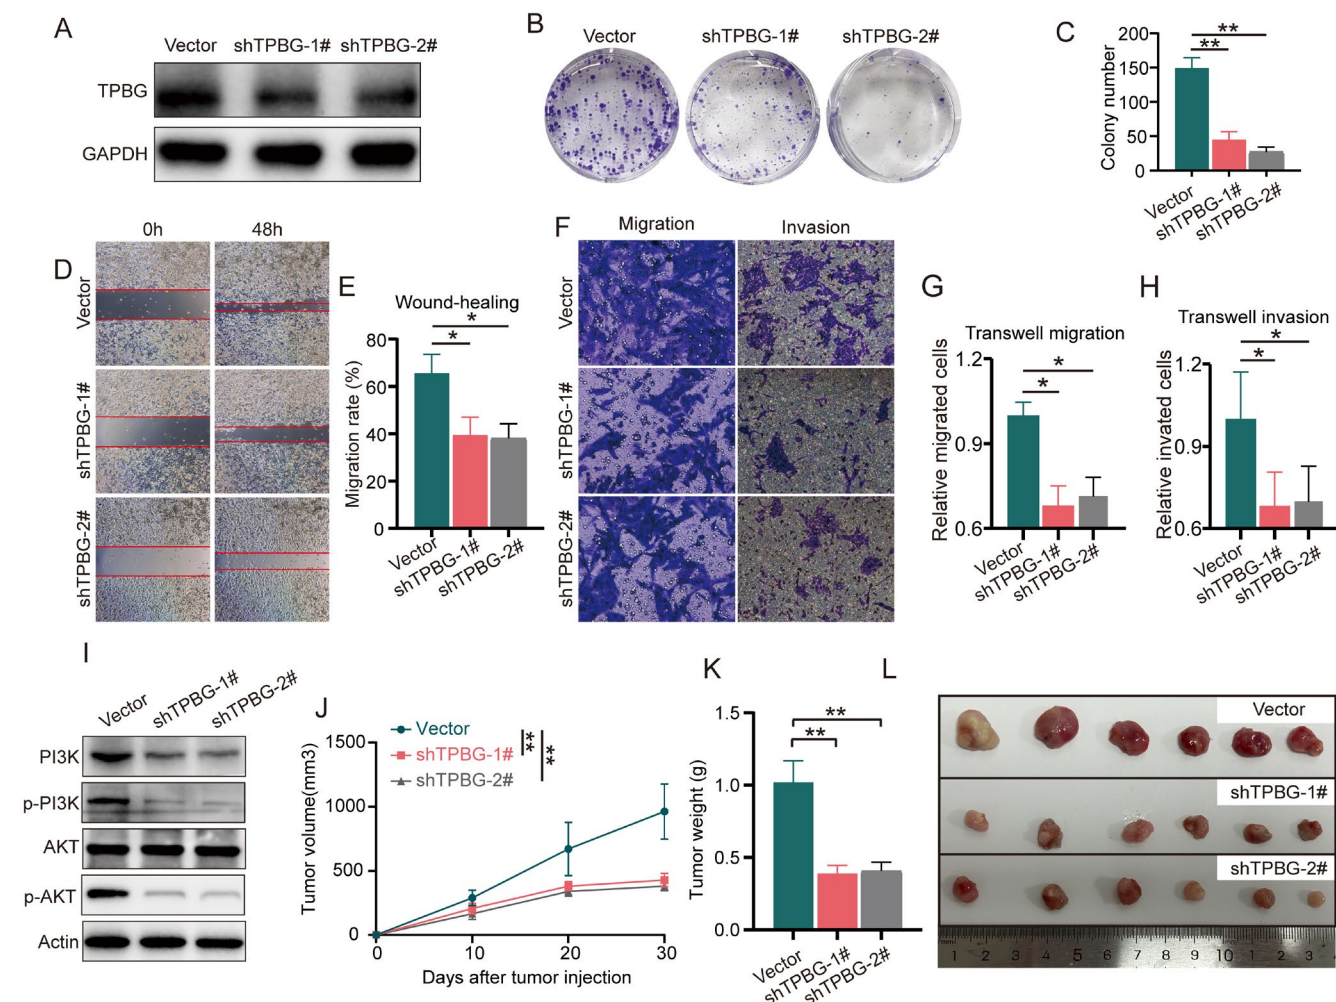 A
Vector shTPBG-1# shTPBG-2#
TPBG
GAPDH
B
Vector shTPBG-1# shTPBG-2#
C
**
**
200
150
100
50
0
Colony number
Vector
shTPBG-1#
shTPBG-2#
D
0h 48h
Vector
shTPBG-1#
shTPBG-2#
E
Wound-healing
*
*
80
60
40
20
0
Migration rate (%)
Vector
shTPBG-1#
shTPBG-2#
F
Migration Invasion
Vector
shTPBG-1#
shTPBG-2#
G
Transwell migration
*
*
1.2
0.9
0.6
Relative migrated cells
Vector
shTPBG-1#
shTPBG-2#
H
Transwell invasion
*
*
1.2
0.9
0.6
Relative invated cells
Vector
shTPBG-1#
shTPBG-2#
I
Vector
shTPBG-1#
shTPBG-2#
PI3K
p-PI3K
AKT
p-AKT
Actin
J
Vector
shTPBG-1#
shTPBG-2#
**
**
1500
1000
500
0
Tumor volume(mm3)
0 10 20 30
Days after tumor injection
K
**
**
1.5
1.0
0.5
0.0
Tumor weight (g)
Vector
shTPBG-1#
shTPBG-2#
L
Vector
shTPBG-1#
shTPBG-2#
1 2 3 4 5 6 7 8 9 10 1 2 3